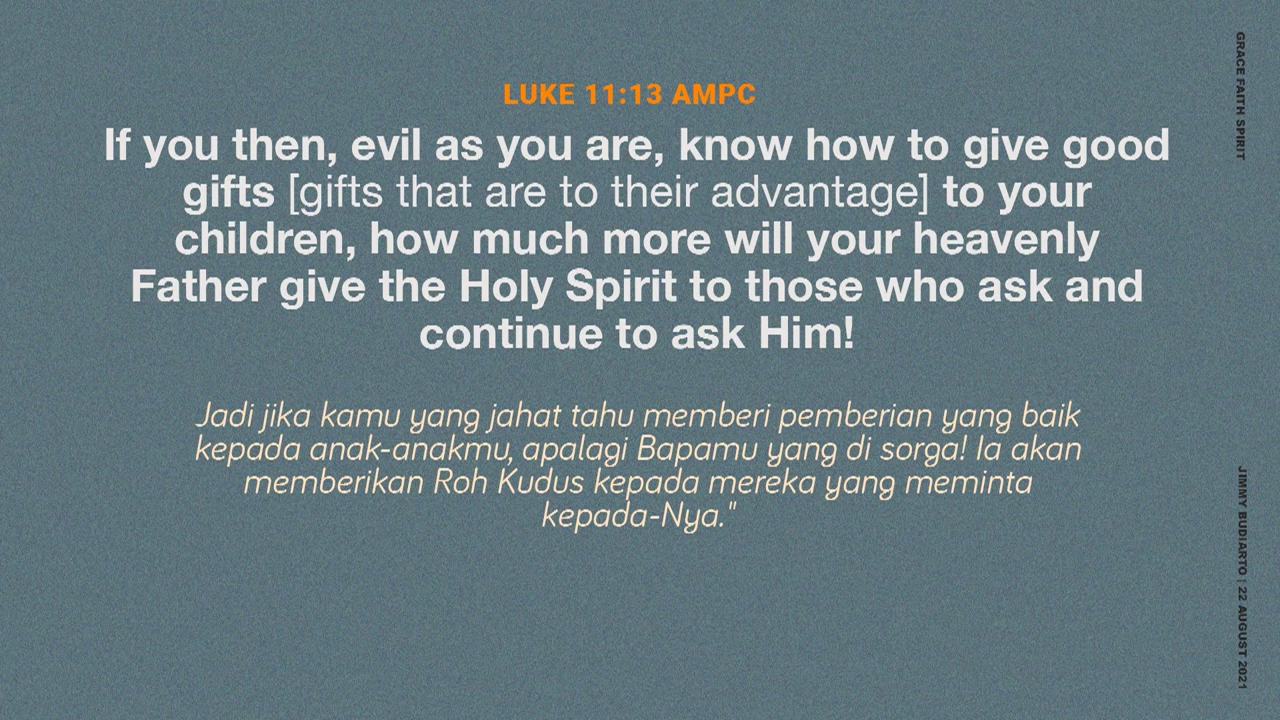 LUKE 11:13 AMPC
If you then, evil as you are, know how to give good
gifts [gifts that are to their advantage] to your
children, how much more will your heavenly
Father give the Holy Spirit to those who ask and
continue to ask Him!
Jadi jika kamu yang jahat tahu memberi pemberian yang baik
kepada anak-anakmu, apalagi Bapamu yang di sorga! Ia akan
memberikan Roh Kudus kepada mereka yang meminta
kepada-Nya."
GRACE FAITH SPIRIT
JIMMY BUDIARTO | 22 AUGUST 2021